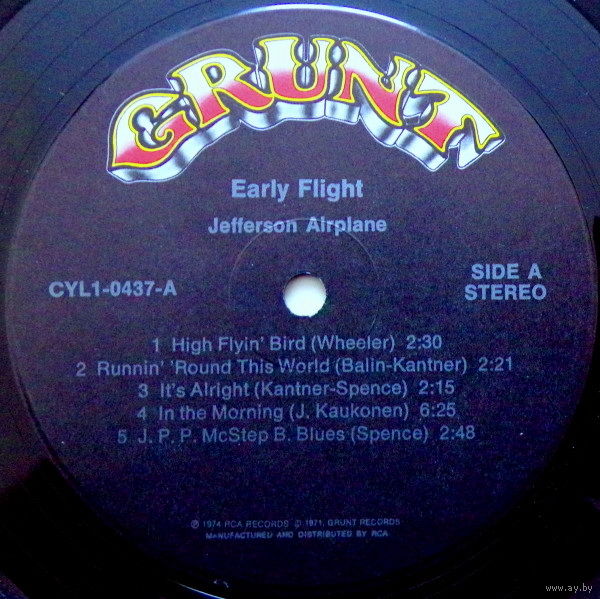 GRUNT
Early Flight
Jefferson Airplane
CYL1-0437-A
SIDE A
STEREO
1 High Flyin' Bird (Wheeler) 2:30
2 Runnin' 'Round This World (Balin-Kantner) 2:21
3 It's Alright (Kantner-Spence) 2:15
4 In the Morning (J. Kaukonen) 6:25
5 J. P. P. McStep B. Blues (Spence) 2:48
℗ 1974 RCA RECORDS © 1971, GRUNT RECORDS
MANUFACTURED AND DISTRIBUTED BY RCA
www.ay.by